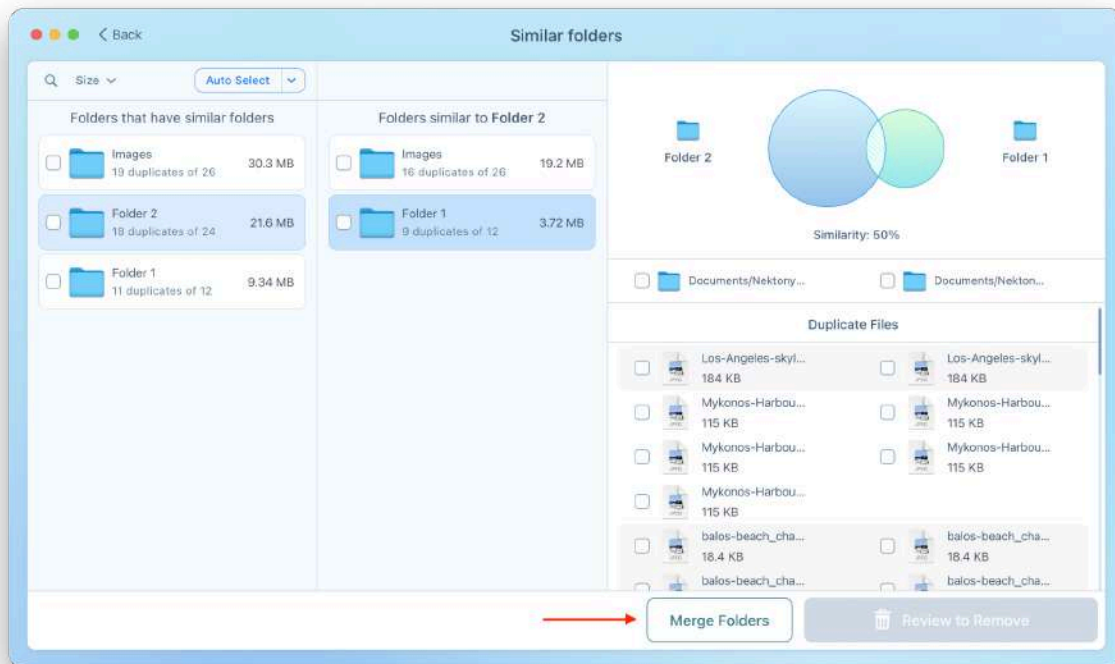 Back
Similar folders
Size
Auto Select
Folders that have similar folders
Images
19 duplicates of 26
30.3 MB
Folder 2
18 duplicates of 24
21.6 MB
Folder 1
11 duplicates of 12
9.34 MB
Folders similar to Folder 2
Images
16 duplicates of 26
19.2 MB
Folder 1
9 duplicates of 12
3.72 MB
Folder 2
Folder 1
Similarity: 50%
Documents/Nektony...
Documents/Nekton...
Duplicate Files
Los-Angeles-skyl...
184 KB
Los-Angeles-skyl...
184 KB
Mykonos-Harbou...
115 KB
Mykonos-Harbou...
115 KB
Mykonos-Harbou...
115 KB
Mykonos-Harbou...
115 KB
Mykonos-Harbou...
115 KB
balos-beach_cha...
18.4 KB
balos-beach_cha...
18.4 KB
balos-beach_cha...
balos-beach_cha...
Merge Folders
Review to Remove